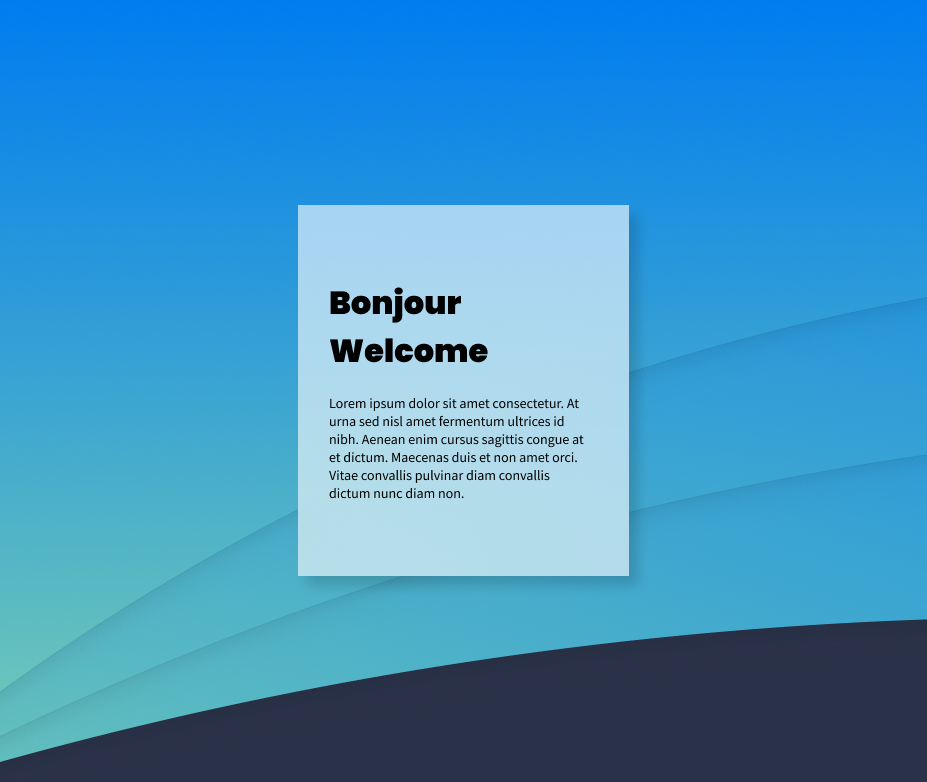 Bonjour
Welcome
Lorem ipsum dolor sit amet consectetur. At
urna sed nisl amet fermentum ultrices id
nibh. Aenean enim cursus sagittis congue at
et dictum. Maecenas duis et non amet orci.
Vitae convallis pulvinar diam convallis
dictum nunc diam non.